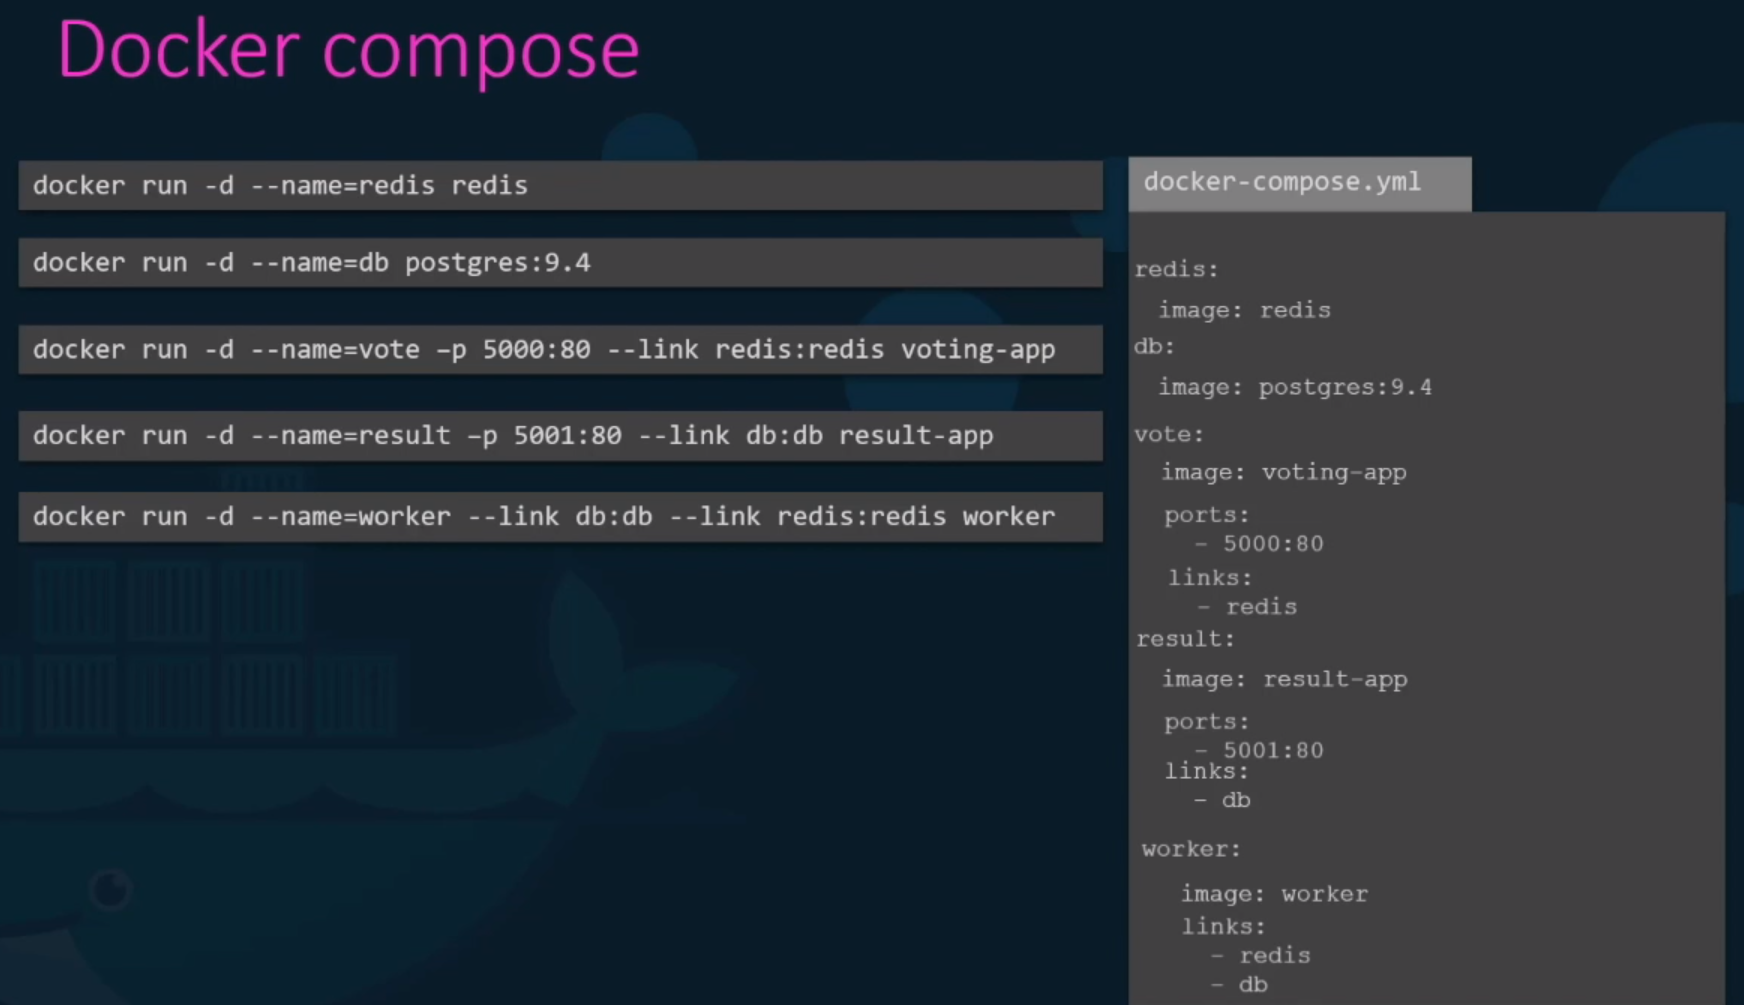 Docker compose
docker run -d --name=redis redis
docker run -d --name=db postgres:9.4
docker run -d --name=vote –p 5000:80 --link redis:redis voting-app
docker run -d --name=result –p 5001:80 --link db:db result-app
docker run -d --name=worker --link db:db --link redis:redis worker
docker-compose.yml
redis:
image: redis
db:
image: postgres:9.4
vote:
image: voting-app
ports:
- 5000:80
links:
- redis
result:
image: result-app
ports:
- 5001:80
links:
- db
worker:
image: worker
links:
- redis
- db